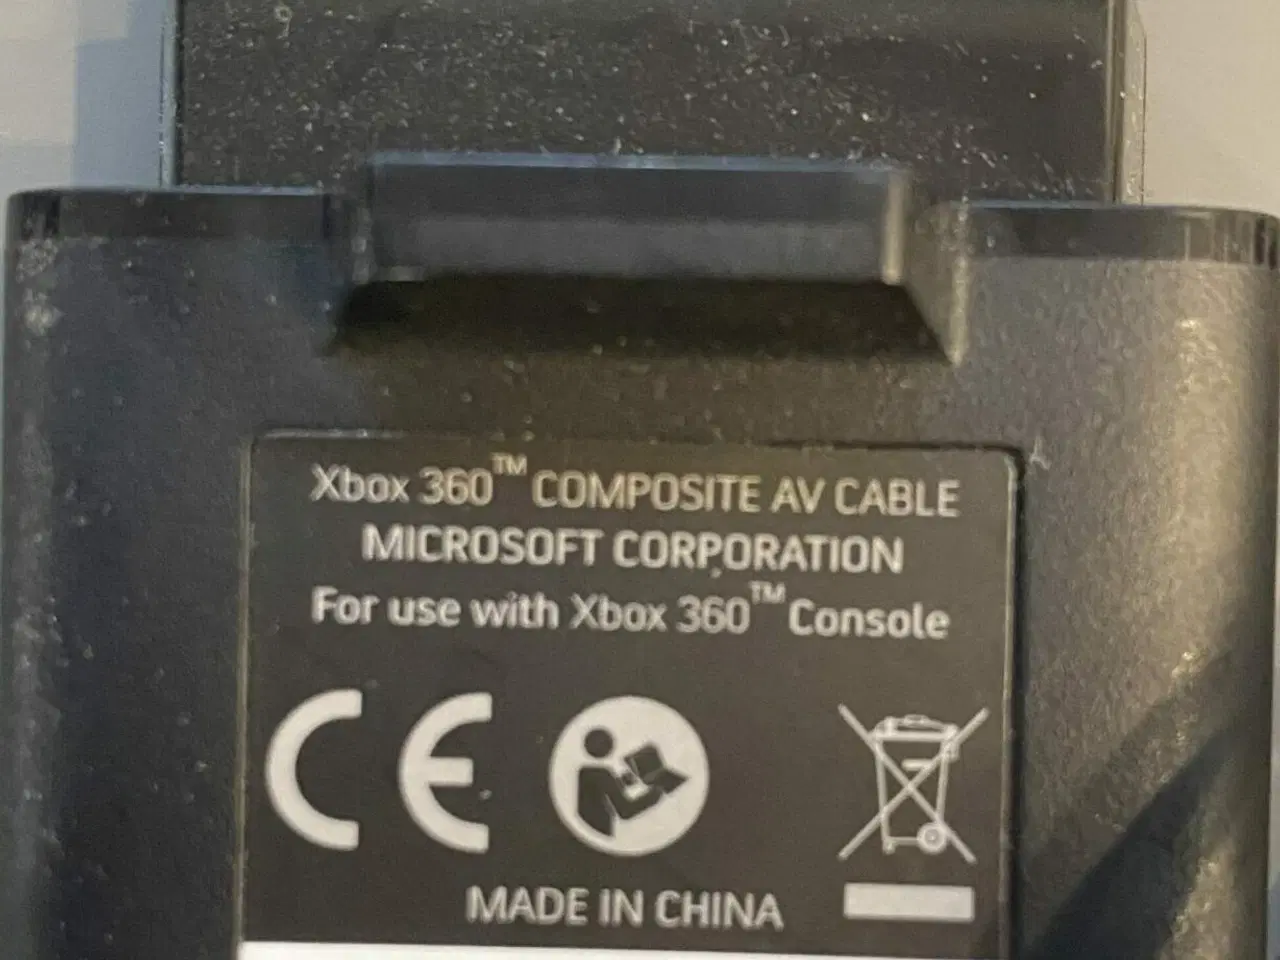 Xbox 360™ COMPOSITE AV CABLE
MICROSOFT CORPORATION
For use with Xbox 360™ Console
CE
MADE IN CHINA